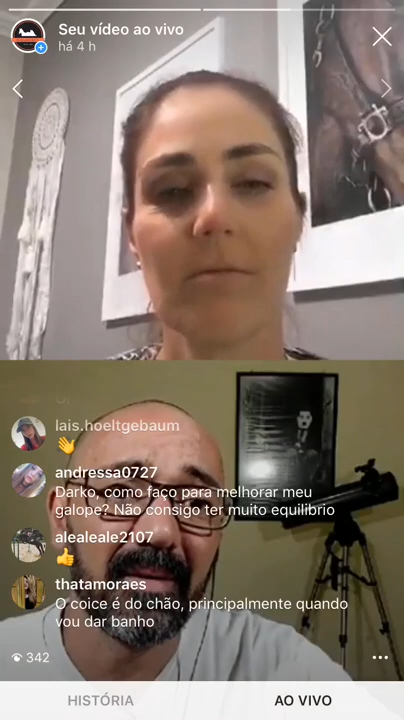 Seu vídeo ao vivo
há 4 h
lais.hoeltgebaum
👋
andressa0727
Darko, como faço para melhorar meu
galope? Não consigo ter muito equilibrio
alealeale2107
👍
thatamoraes
O coice é do chão, principalmente quando
vou dar banho
342
HISTÓRIA
AO VIVO